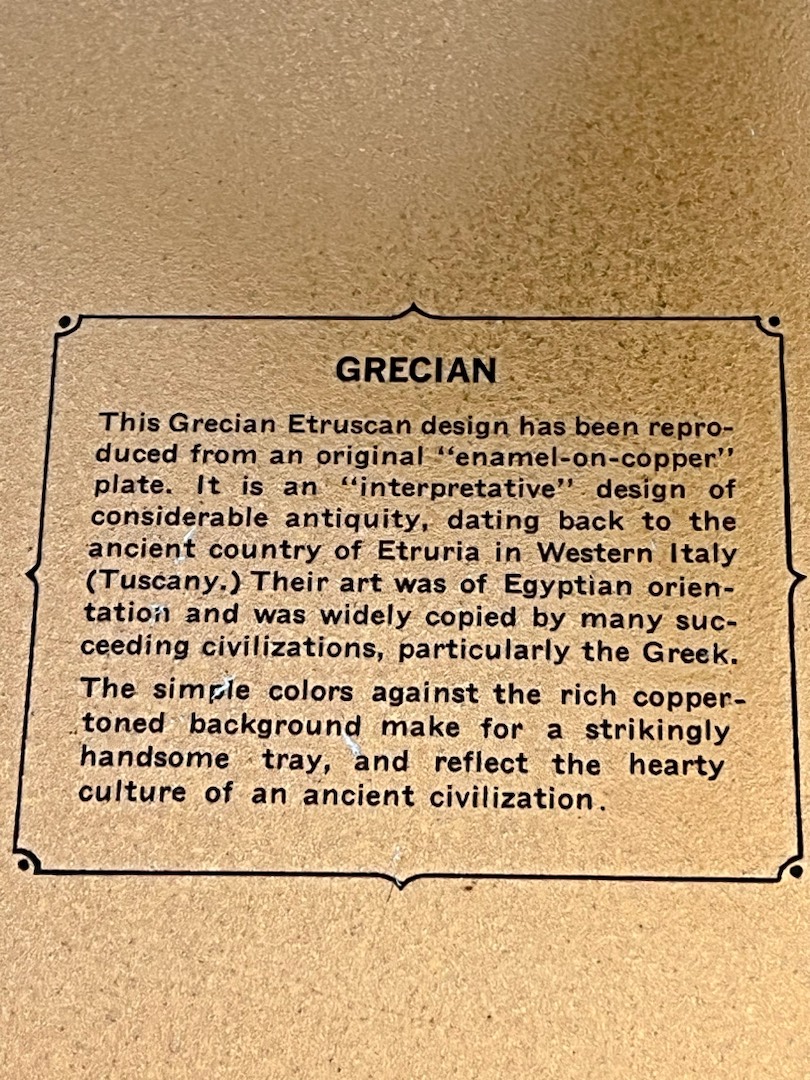 GRECIAN
This Grecian Etruscan design has been repro-
duced from an original "enamel-on-copper"
plate. It is an "interpretative" design of
considerable antiquity, dating back to the
ancient country of Etruria in Western Italy
(Tuscany.) Their art was of Egyptian orien-
tation and was widely copied by many suc-
ceeding civilizations, particularly the Greek.
The simple colors against the rich copper-
toned background make for a strikingly
handsome tray, and reflect the hearty
culture of an ancient civilization.